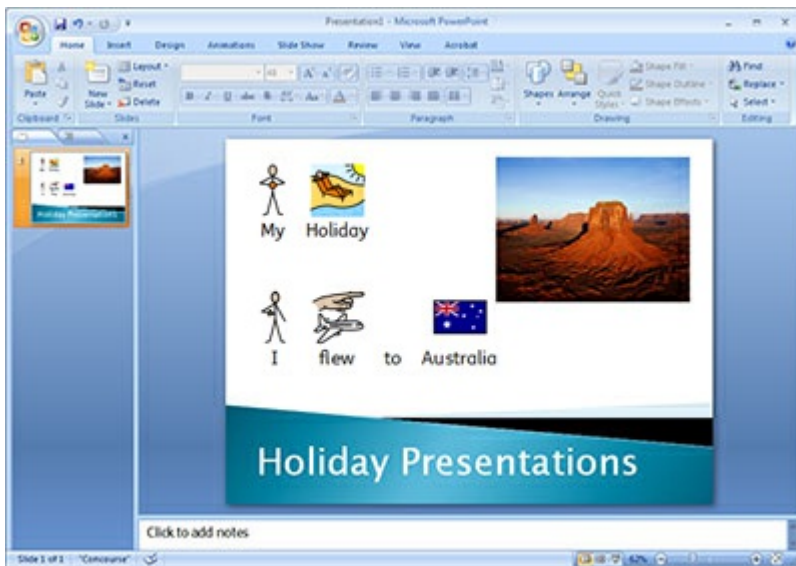 Presentation1 - Microsoft PowerPoint
Home Insert Design Animations Slide Show Review View Acrobat
Paste
New Slide
Layout
Reset
Delete
Shapes Arrange Quick Styles
Shape Fill
Shape Outline
Shape Effects
Find
Replace
Select
Clipboard Slides Font Paragraph Drawing Editing
My Holiday
I flew to Australia
Holiday Presentations
Click to add notes
Slide 1 of 1 "Concourse" 62%